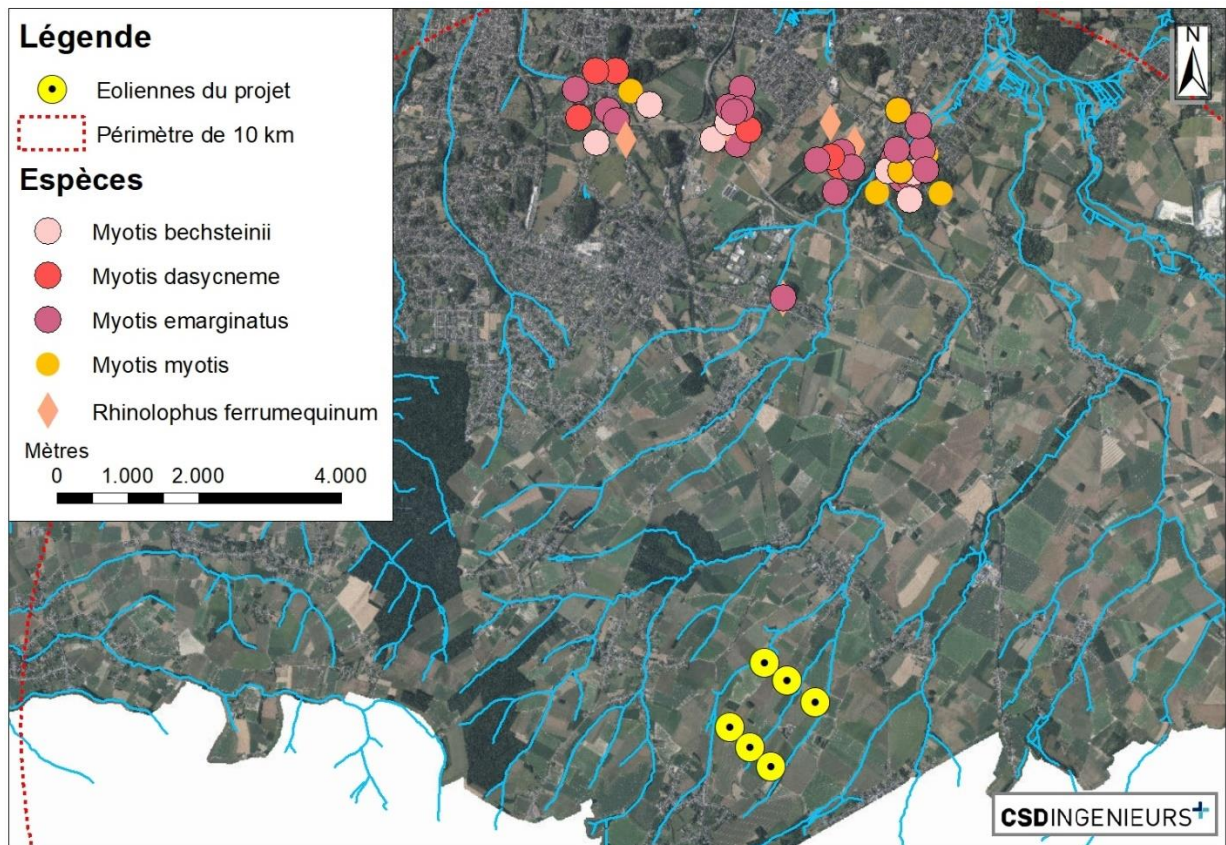 Légende
Eoliennes du projet
Périmètre de 10 km
Espèces
Myotis bechsteinii
Myotis dasycneme
Myotis emarginatus
Myotis myotis
Rhinolophus ferrumequinum
Mètres
0 1.000 2.000 4.000
N
CSDINGENIEURS+